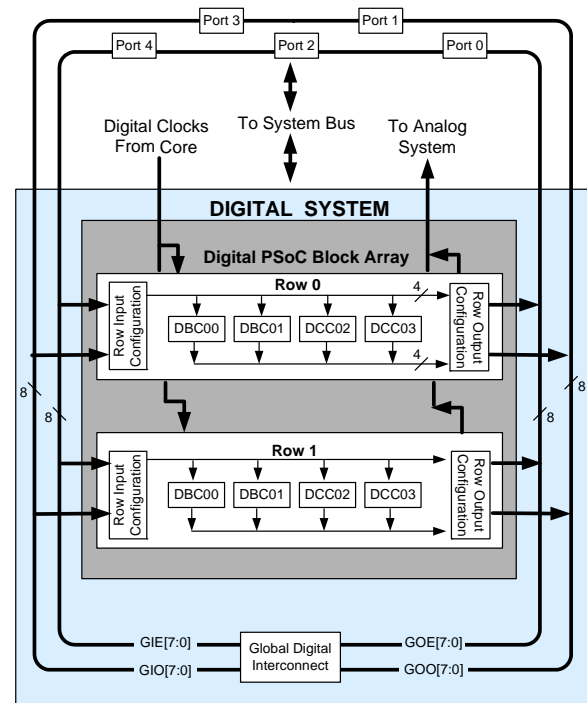 Port 3
Port 1
Port 4
Port 2
Port 0
Digital Clocks
From Core
To System Bus
To Analog
System
DIGITAL SYSTEM
Digital PSoC Block Array
Row 0
4
Row Input
Configuration
DBC00
DBC01
DCC02
DCC03
4
Row Output
Configuration
8
8
8
8
Row 1
Row Input
Configuration
DBC00
DBC01
DCC02
DCC03
Row Output
Configuration
GIE[7:0]
GIO[7:0]
Global Digital
Interconnect
GOE[7:0]
GOO[7:0]